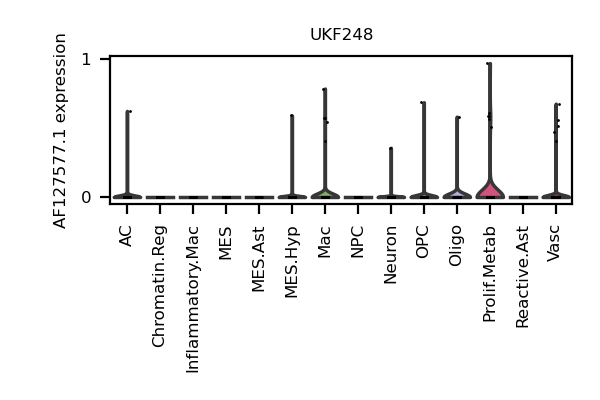 UKF248
AF127577.1 expression
1
0
AC
Chromatin.Reg
Inflammatory.Mac
MES
MES.Ast
MES.Hyp
Mac
NPC
Neuron
OPC
Oligo
Prolif.Metab
Reactive.Ast
Vasc